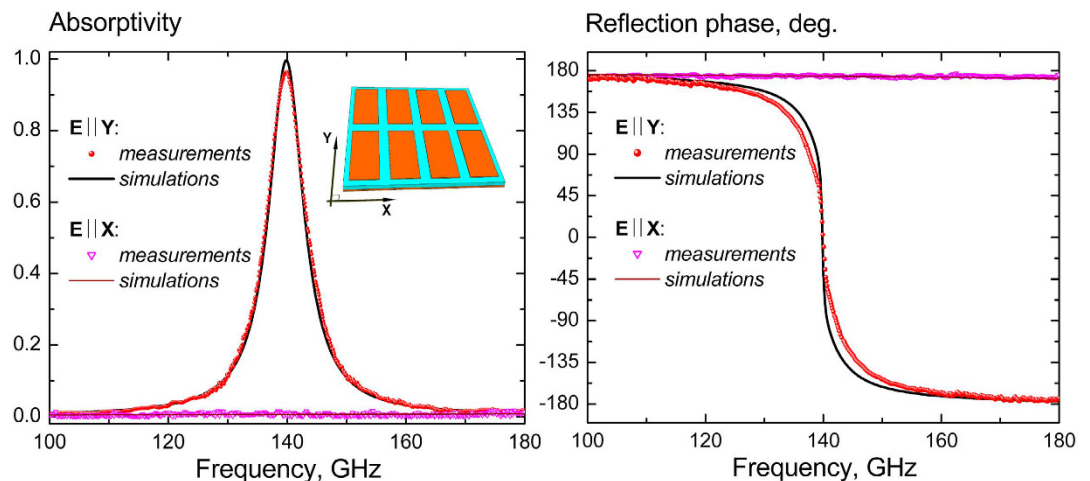 Absorptivity
1.0
0.8
0.6
0.4
0.2
0.0
E||Y:
measurements
simulations
E||X:
measurements
simulations
Y
X
100 120 140 160 180
Frequency, GHz
Reflection phase, deg.
180
135
90
45
0
-45
-90
-135
-180
E||Y:
measurements
simulations
E||X:
measurements
simulations
100 120 140 160 180
Frequency, GHz